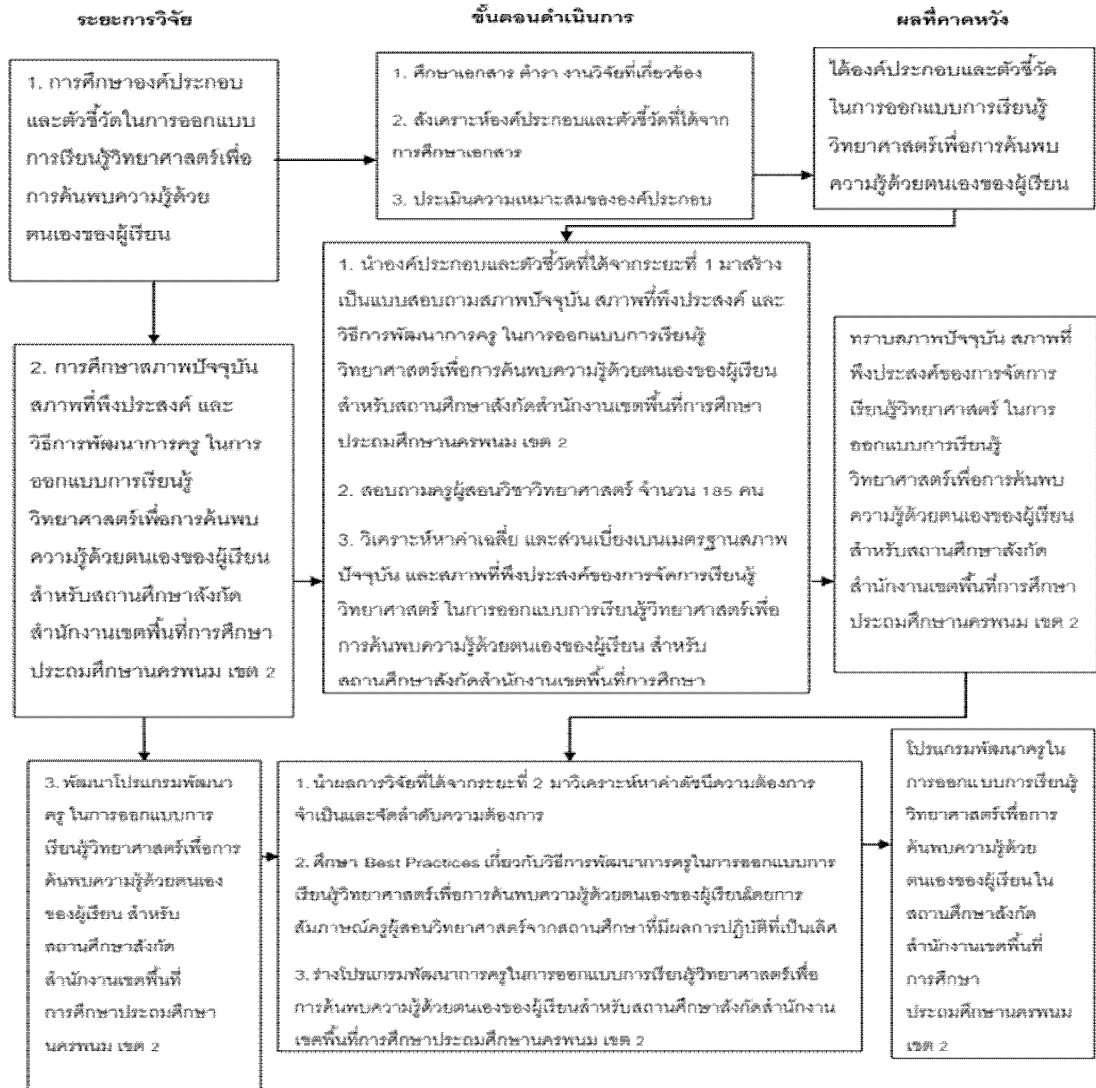 ระยะการวิจัย
ขั้นตอนดำเนินการ
ผลที่คาดหวัง
1. การศึกษาองค์ประกอบ
และตัวชี้วัดในการออกแบบ
การเรียนรู้วิทยาศาสตร์เพื่อ
การค้นพบความรู้ด้วย
ตนเองของผู้เรียน
1. ศึกษาเอกสาร ตำรา งานวิจัยที่เกี่ยวข้อง
2. สังเคราะห์องค์ประกอบและตัวชี้วัดที่ได้จาก
การศึกษาเอกสาร
3. ประเมินความเหมาะสมขององค์ประกอบ
ได้องค์ประกอบและตัวชี้วัด
ในการออกแบบการเรียนรู้
วิทยาศาสตร์เพื่อการค้นพบ
ความรู้ด้วยตนเองของผู้เรียน
2. การศึกษาสภาพปัจจุบัน
สภาพที่พึงประสงค์ และ
วิธีการพัฒนาการครู ในการ
ออกแบบการเรียนรู้
วิทยาศาสตร์เพื่อการค้นพบ
ความรู้ด้วยตนเองของผู้เรียน
สำหรับสถานศึกษาสังกัด
สำนักงานเขตพื้นที่การศึกษา
ประถมศึกษานครพนม เขต 2
1. นำองค์ประกอบและตัวชี้วัดที่ได้จากระยะที่ 1 มาสร้าง
เป็นแบบสอบถามสภาพปัจจุบัน สภาพที่พึงประสงค์ และ
วิธีการพัฒนาการครู ในการออกแบบการเรียนรู้
วิทยาศาสตร์เพื่อการค้นพบความรู้ด้วยตนเองของผู้เรียน
สำหรับสถานศึกษาสังกัดสำนักงานเขตพื้นที่การศึกษา
ประถมศึกษานครพนม เขต 2
2. สอบถามครูผู้สอนวิชาวิทยาศาสตร์ จำนวน 185 คน
3. วิเคราะห์หาค่าเฉลี่ย และส่วนเบี่ยงเบนมาตรฐานสภาพ
ปัจจุบัน และสภาพที่พึงประสงค์ของการจัดการเรียนรู้
วิทยาศาสตร์ ในการออกแบบการเรียนรู้วิทยาศาสตร์เพื่อ
การค้นพบความรู้ด้วยตนเองของผู้เรียน สำหรับ
สถานศึกษาสังกัดสำนักงานเขตพื้นที่การศึกษา
ทราบสภาพปัจจุบัน สภาพที่
พึงประสงค์ของการจัดการ
เรียนรู้วิทยาศาสตร์ ในการ
ออกแบบการเรียนรู้
วิทยาศาสตร์เพื่อการค้นพบ
ความรู้ด้วยตนเองของผู้เรียน
สำหรับสถานศึกษาสังกัด
สำนักงานเขตพื้นที่การศึกษา
ประถมศึกษานครพนม เขต 2
3. พัฒนาโปรแกรมพัฒนา
ครู ในการออกแบบการ
เรียนรู้วิทยาศาสตร์เพื่อการ
ค้นพบความรู้ด้วยตนเอง
ของผู้เรียน สำหรับ
สถานศึกษาสังกัด
สำนักงานเขตพื้นที่
การศึกษาประถมศึกษา
นครพนม เขต 2
1. นำผลการวิจัยที่ได้จากระยะที่ 2 มาวิเคราะห์หาค่าดัชนีความต้องการ
จำเป็นและจัดลำดับความต้องการ
2. ศึกษา Best Practices เกี่ยวกับวิธีการพัฒนาการครูในการออกแบบการ
เรียนรู้วิทยาศาสตร์เพื่อการค้นพบความรู้ด้วยตนเองของผู้เรียนโดยการ
สัมภาษณ์ครูผู้สอนวิทยาศาสตร์จากสถานศึกษาที่มีผลการปฏิบัติที่เป็นเลิศ
3. ร่างโปรแกรมพัฒนาการครูในการออกแบบการเรียนรู้วิทยาศาสตร์เพื่อ
การค้นพบความรู้ด้วยตนเองของผู้เรียนสำหรับสถานศึกษาสังกัดสำนักงาน
เขตพื้นที่การศึกษาประถมศึกษานครพนม เขต 2
โปรแกรมพัฒนาครูใน
การออกแบบการเรียนรู้
วิทยาศาสตร์เพื่อการ
ค้นพบความรู้ด้วย
ตนเองของผู้เรียน ใน
สถานศึกษาสังกัด
สำนักงานเขตพื้นที่
การศึกษา
ประถมศึกษานครพนม
เขต 2